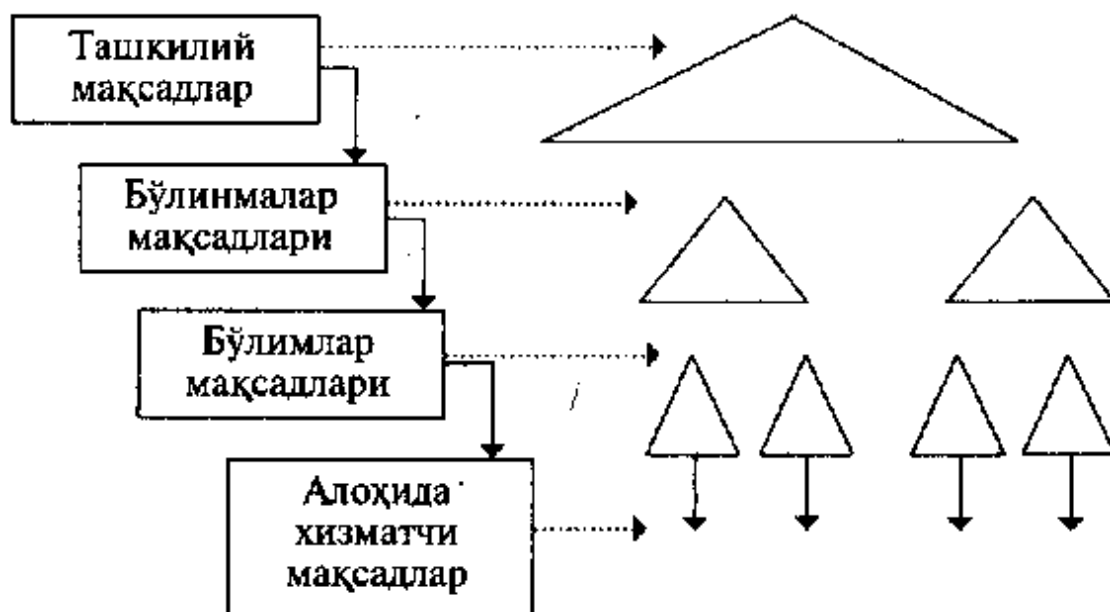 Ташкилий
мақсадлар
Бўлинмалар
мақсадлари
Бўлимлар
мақсадлари
Алоҳида
хизматчи
мақсадлар